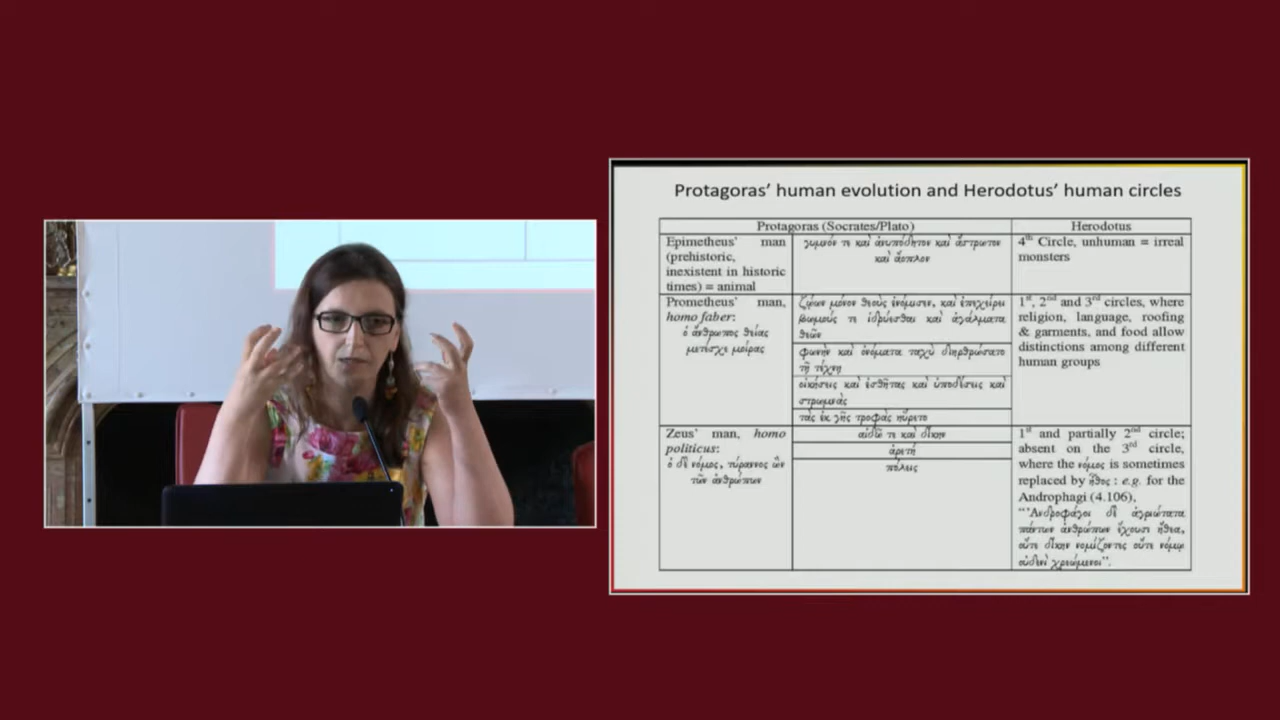 Protagoras’ human evolution and Herodotus’ human circles
Protagoras (Socrates/Plato)
Herodotus
Epimetheus’ man
(prehistoric,
inexistent in historic
times) = animal
γυμνόν τε καὶ ἀνυπόδητον καὶ ἄστρωτον
καὶ ἄοπλον
4th Circle, unhuman = irreal
monsters
Prometheus’ man,
homo faber:
ὁ ἄνθρωπος θείας
μετέσχε μοίρας
ζῴων μόνον θεοὺς ἐνόμισεν, καὶ ἐπεχείρει
βωμούς τε ἱδρύεσθαι καὶ ἀγάλματα
θεῶν
φωνὴν καὶ ὀνόματα ταχὺ διηρθρώσατο
τῇ τέχνῃ
οἰκήσεις καὶ ἐσθῆτας καὶ ὑποδέσεις καὶ
στρωμνὰς
τὰς ἐκ γῆς τροφὰς ηὕρετο
1st, 2nd and 3rd circles, where
religion, language, roofing
& garments, and food allow
distinctions among different
human groups
Zeus’ man, homo
politicus:
ὁ δὲ νόμος, τύραννος ὢν
τῶν ἀνθρώπων
αἰδῶ τε καὶ δίκην
ἀρετή
πόλεις
1st and partially 2nd circle;
absent on the 3rd circle,
where the νόμος is sometimes
replaced by ἦθος : e.g. for the
Androphagi (4.106),
“Ἀνδροφάγοι δὲ ἀγριώτατα
πάντων ἀνθρώπων ἔχουσι ἤθεα,
οὔτε δίκην νομίζοντες οὔτε νόμῳ
οὐδενὶ χρεώμενοι”.